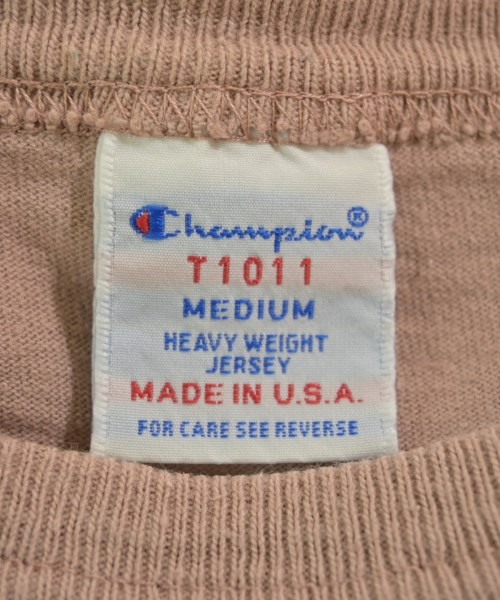 Champion®
T1011
MEDIUM
HEAVY WEIGHT
JERSEY
MADE IN U.S.A.
FOR CARE SEE REVERSE